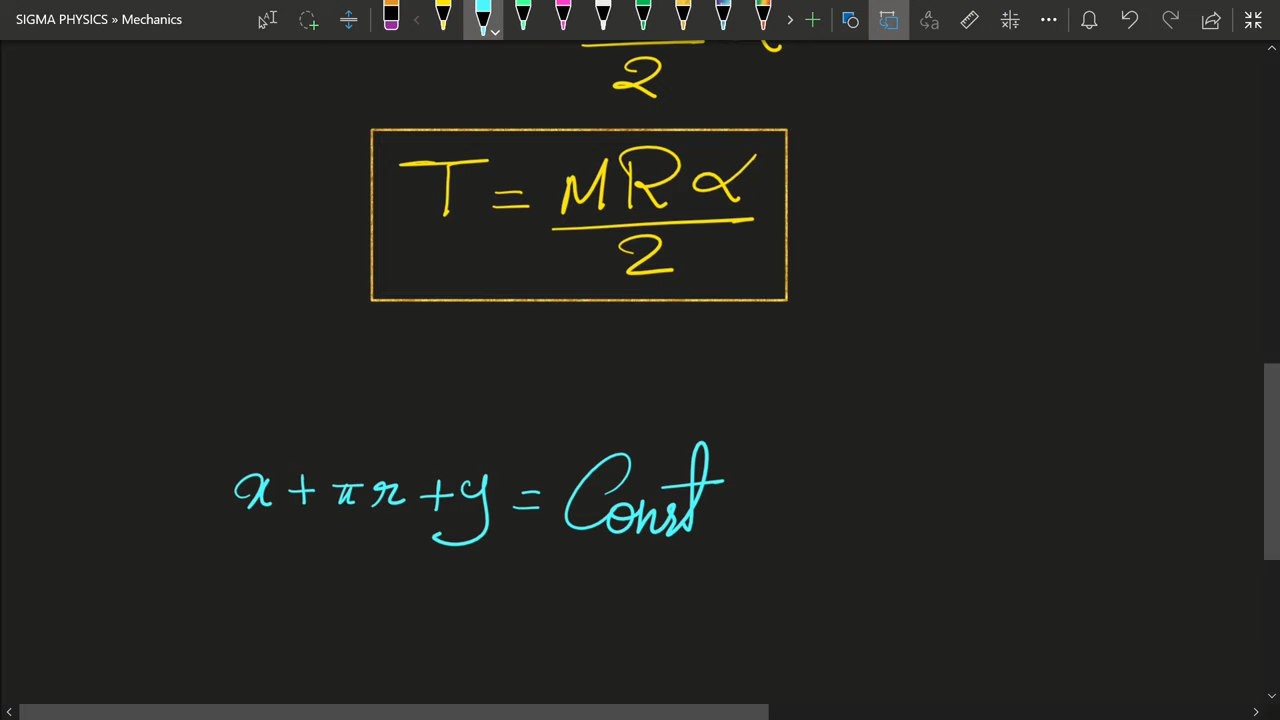 SIGMA PHYSICS » Mechanics
2
T = MRα
2
x + πr + y = Const